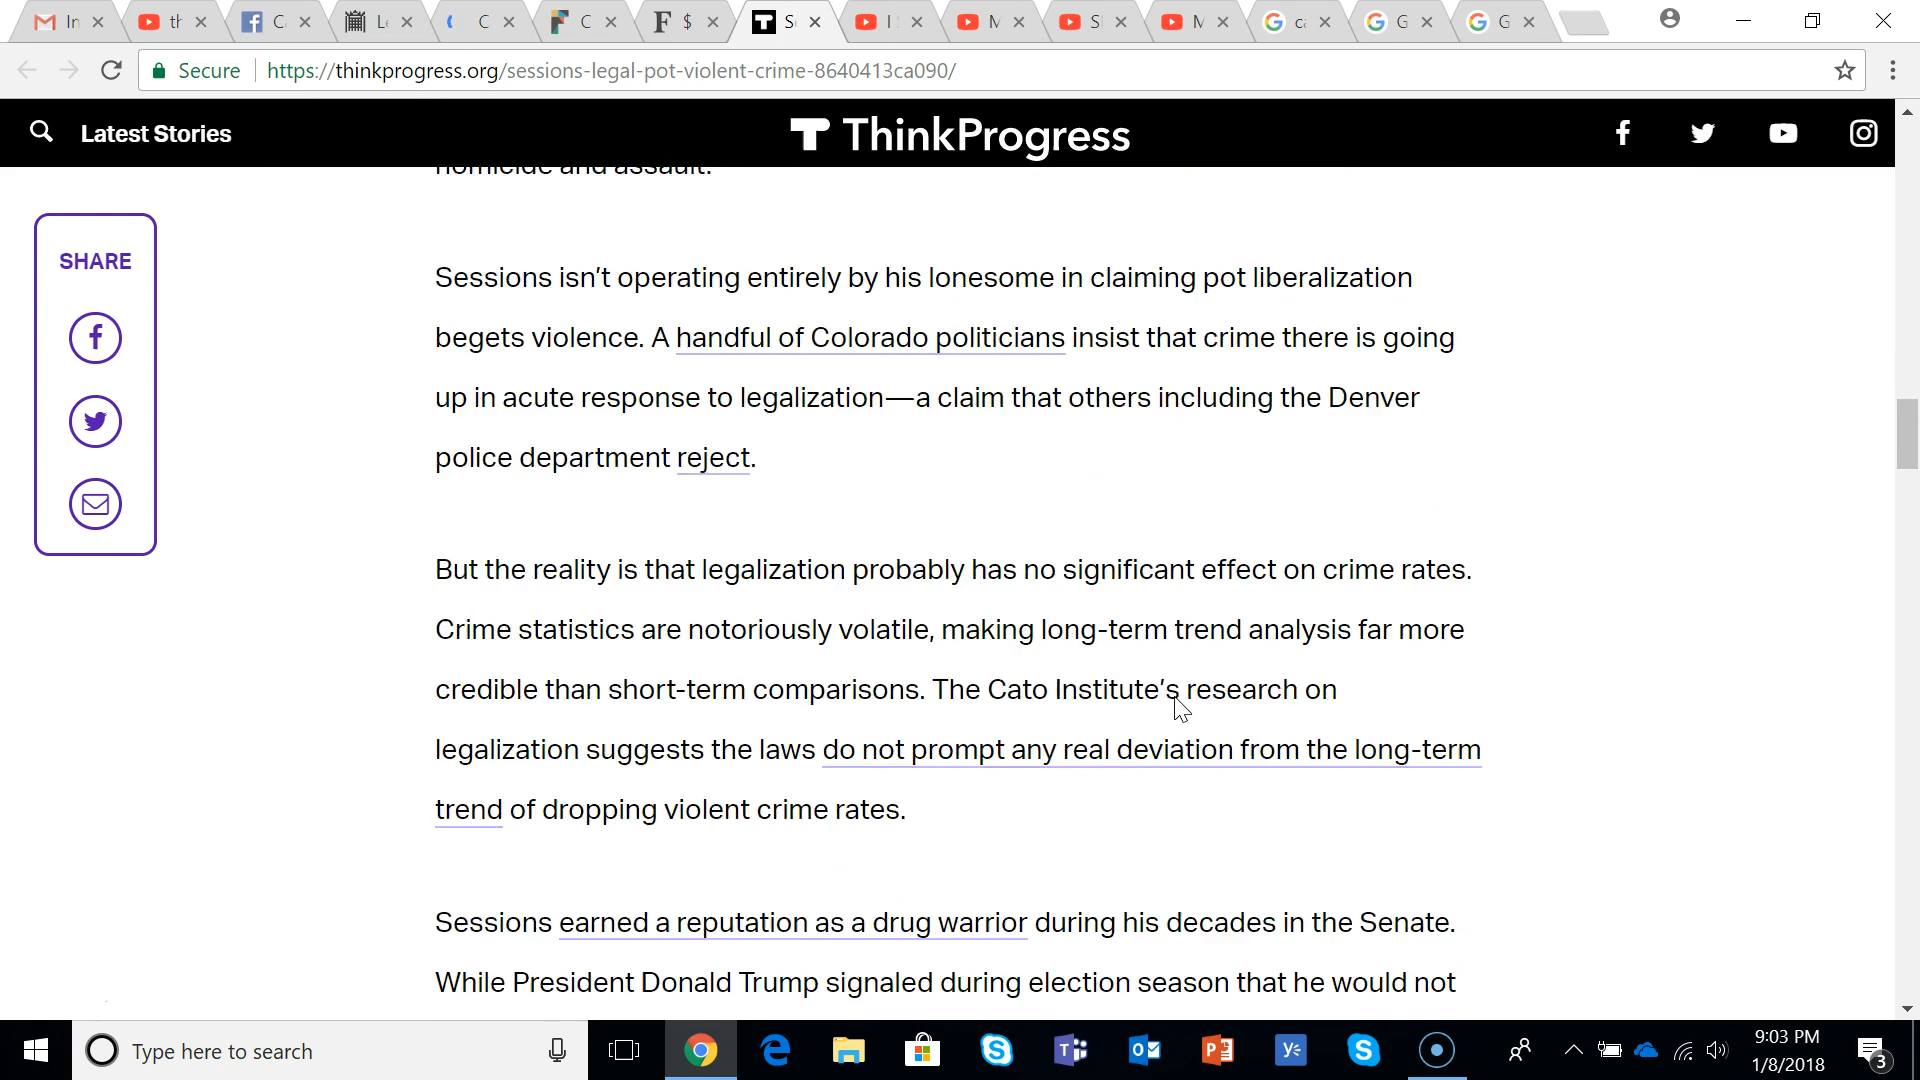 In
th
C
L
C
C
$
S
I
M
S
M
ca
G
G
Secure
https://thinkprogress.org/sessions-legal-pot-violent-crime-8640413ca090/
Latest Stories
ThinkProgress
SHARE
homicide and assault.
Sessions isn't operating entirely by his lonesome in claiming pot liberalization
begets violence. A handful of Colorado politicians insist that crime there is going
up in acute response to legalization—a claim that others including the Denver
police department reject.
But the reality is that legalization probably has no significant effect on crime rates.
Crime statistics are notoriously volatile, making long-term trend analysis far more
credible than short-term comparisons. The Cato Institute's research on
legalization suggests the laws do not prompt any real deviation from the long-term
trend of dropping violent crime rates.
Sessions earned a reputation as a drug warrior during his decades in the Senate.
While President Donald Trump signaled during election season that he would not
Type here to search
9:03 PM
1/8/2018
3